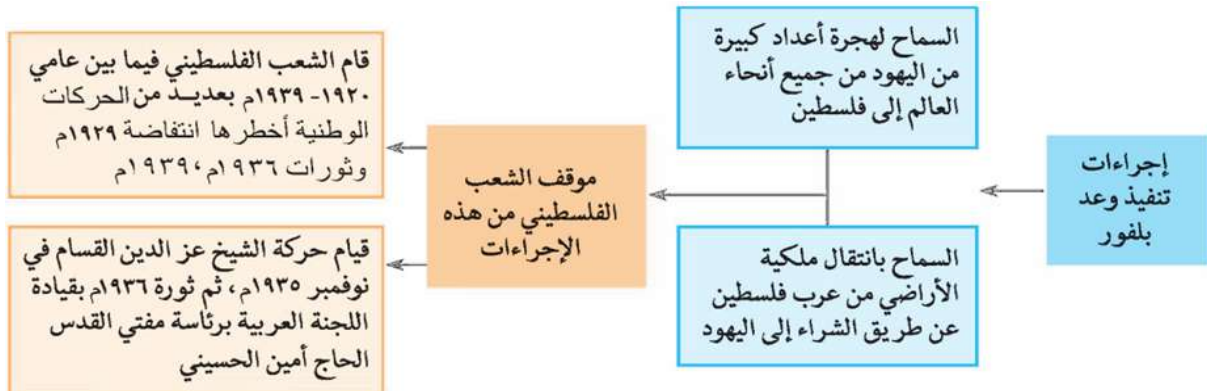 إجراءات
تنفيذ وعد
بلفور
السماح لهجرة أعداد كبيرة
من اليهود من جميع أنحاء
العالم إلى فلسطين
السماح بانتقال ملكية
الأراضي من عرب فلسطين
عن طريق الشراء إلى اليهود
موقف الشعب
الفلسطيني من هذه
الإجراءات
قام الشعب الفلسطيني فيما بين عامي
١٩٢٠- ١٩٣٩م بعديد من الحركات
الوطنية أخطرها انتفاضة ١٩٢٩م
وثورات ١٩٣٦م، ١٩٣٩م
قيام حركة الشيخ عز الدين القسام في
نوفمبر ١٩٣٥م، ثم ثورة ١٩٣٦م بقيادة
اللجنة العربية برئاسة مفتي القدس
الحاج أمين الحسيني